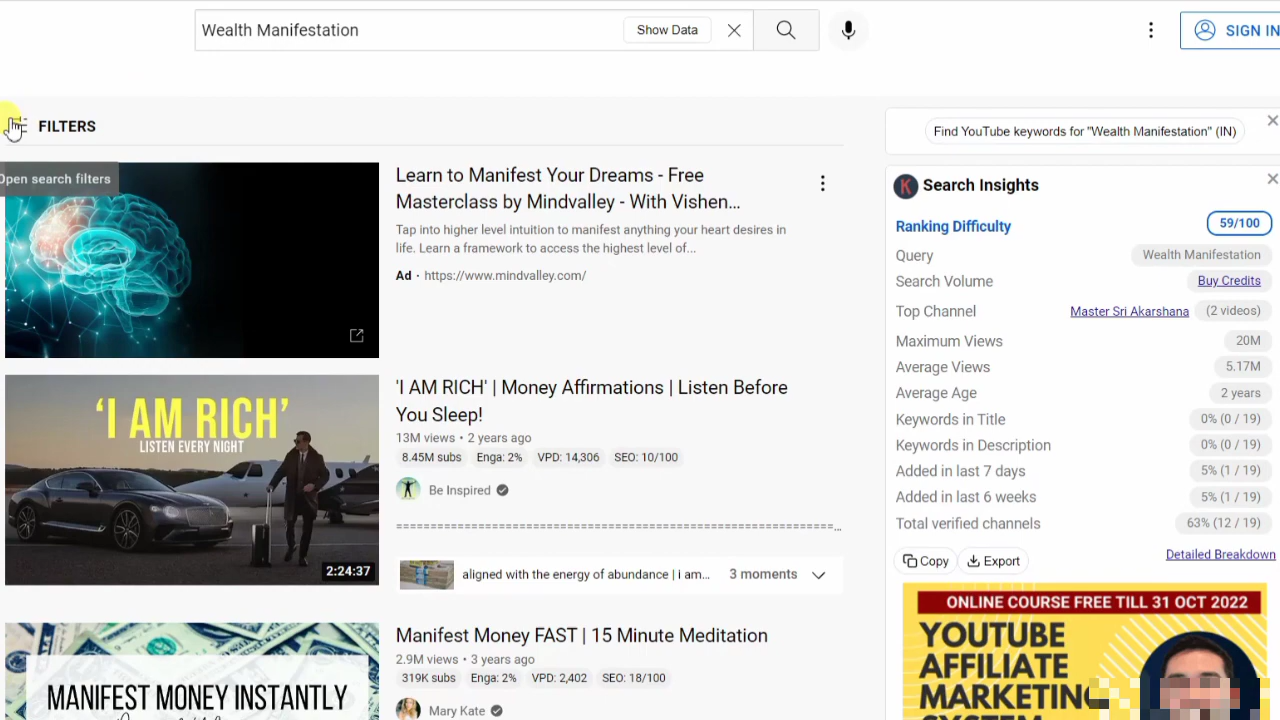 Wealth Manifestation
Show Data
SIGN IN
FILTERS
Open search filters
Learn to Manifest Your Dreams - Free
Masterclass by Mindvalley - With Vishen...
Tap into higher level intuition to manifest anything your heart desires in
life. Learn a framework to access the highest level of...
Ad · https://www.mindvalley.com/
'I AM RICH' | Money Affirmations | Listen Before
You Sleep!
13M views • 2 years ago
8.45M subs Enga: 2% VPD: 14,306 SEO: 10/100
Be Inspired
===============================================================...
aligned with the energy of abundance | i am... 3 moments
'I AM RICH'
LISTEN EVERY NIGHT
2:24:37
Manifest Money FAST | 15 Minute Meditation
2.9M views • 3 years ago
319K subs Enga: 2% VPD: 2,402 SEO: 18/100
Mary Kate
MANIFEST MONEY INSTANTLY
Find YouTube keywords for "Wealth Manifestation" (IN)
K Search Insights
Ranking Difficulty 59/100
Query Wealth Manifestation
Search Volume Buy Credits
Top Channel Master Sri Akarshana (2 videos)
Maximum Views 20M
Average Views 5.17M
Average Age 2 years
Keywords in Title 0% (0 / 19)
Keywords in Description 0% (0 / 19)
Added in last 7 days 5% (1 / 19)
Added in last 6 weeks 5% (1 / 19)
Total verified channels 63% (12 / 19)
Detailed Breakdown
Copy Export
ONLINE COURSE FREE TILL 31 OCT 2022
YOUTUBE
AFFILIATE
MARKETING
SYSTEM